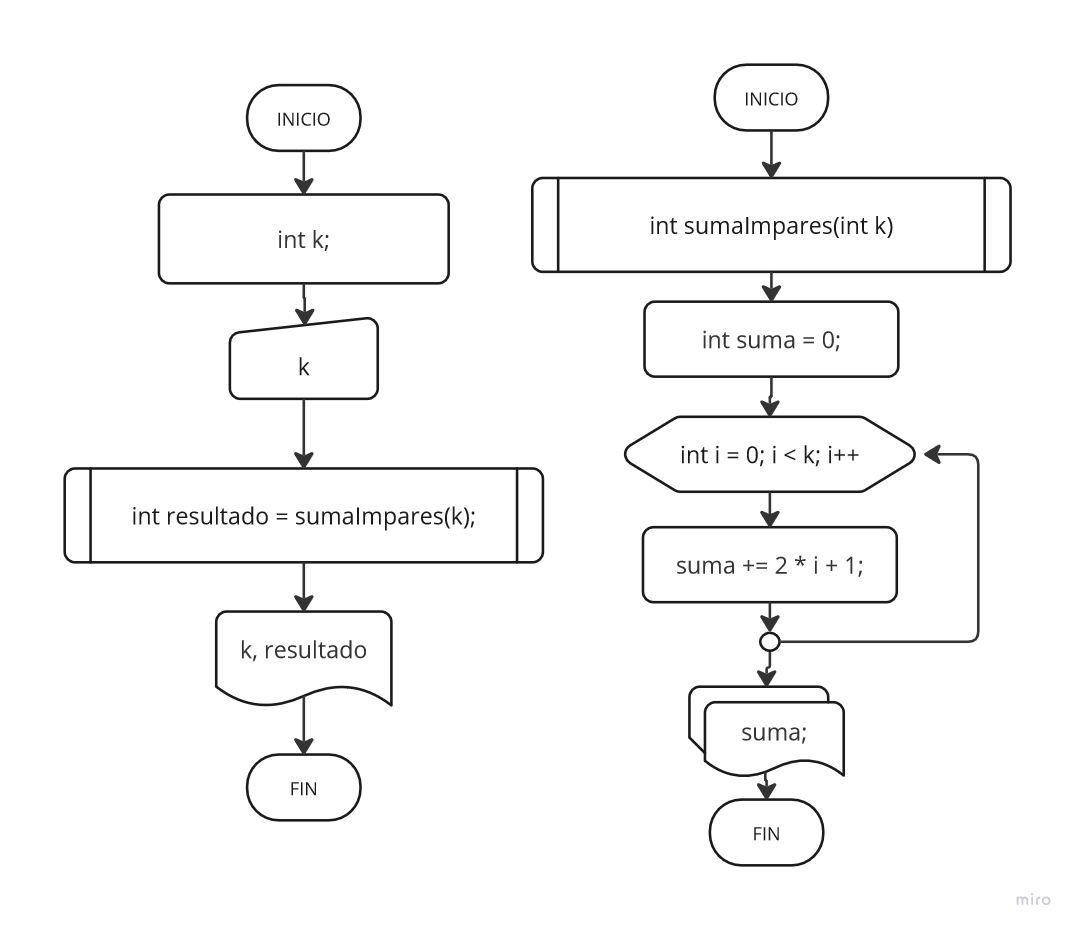 INICIO
int k;
k
int resultado = sumaImpares(k);
k, resultado
FIN
INICIO
int sumaImpares(int k)
int suma = 0;
int i = 0; i < k; i++
suma += 2 * i + 1;
suma;
FIN
miro